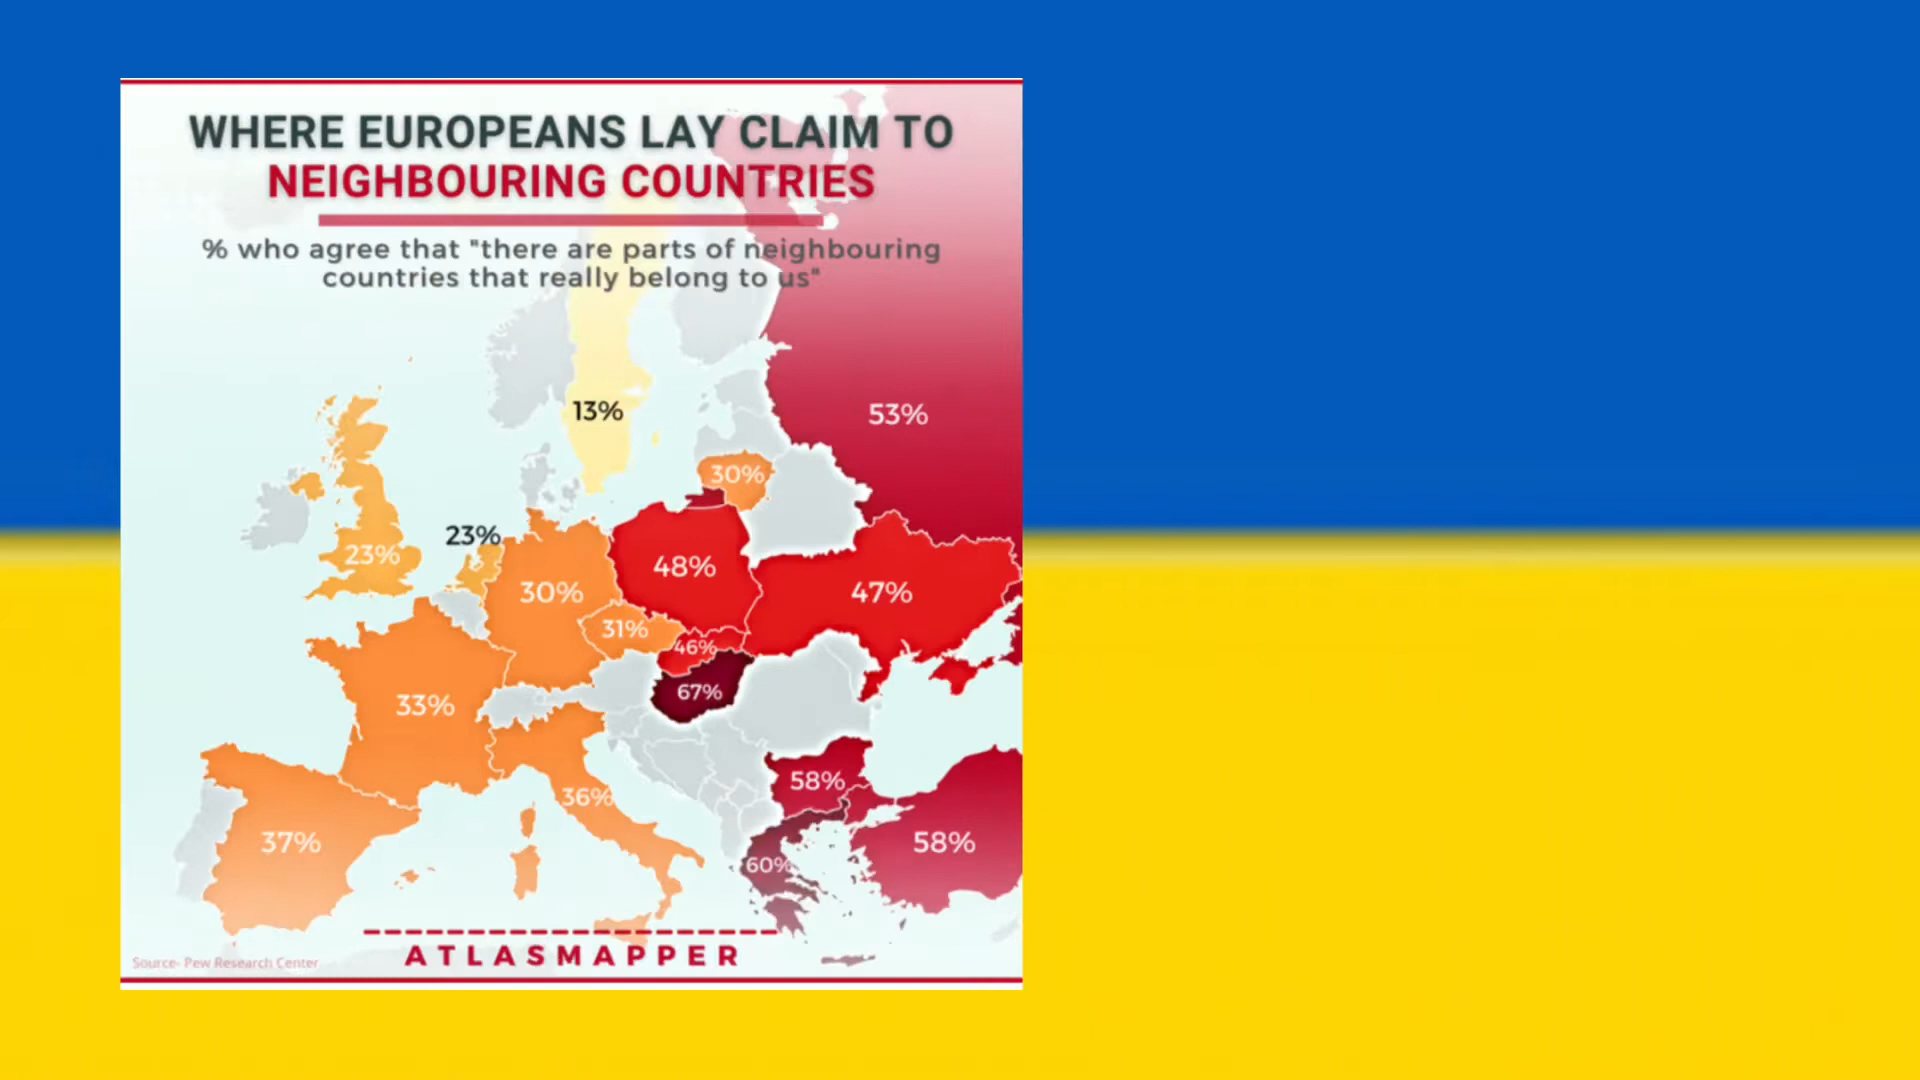 WHERE EUROPEANS LAY CLAIM TO
NEIGHBOURING COUNTRIES
% who agree that "there are parts of neighbouring
countries that really belong to us"
13%
53%
30%
23%
23%
48%
30%
47%
31%
46%
67%
33%
36%
58%
37%
60%
58%
ATLASMAPPER
Source- Pew Research Center